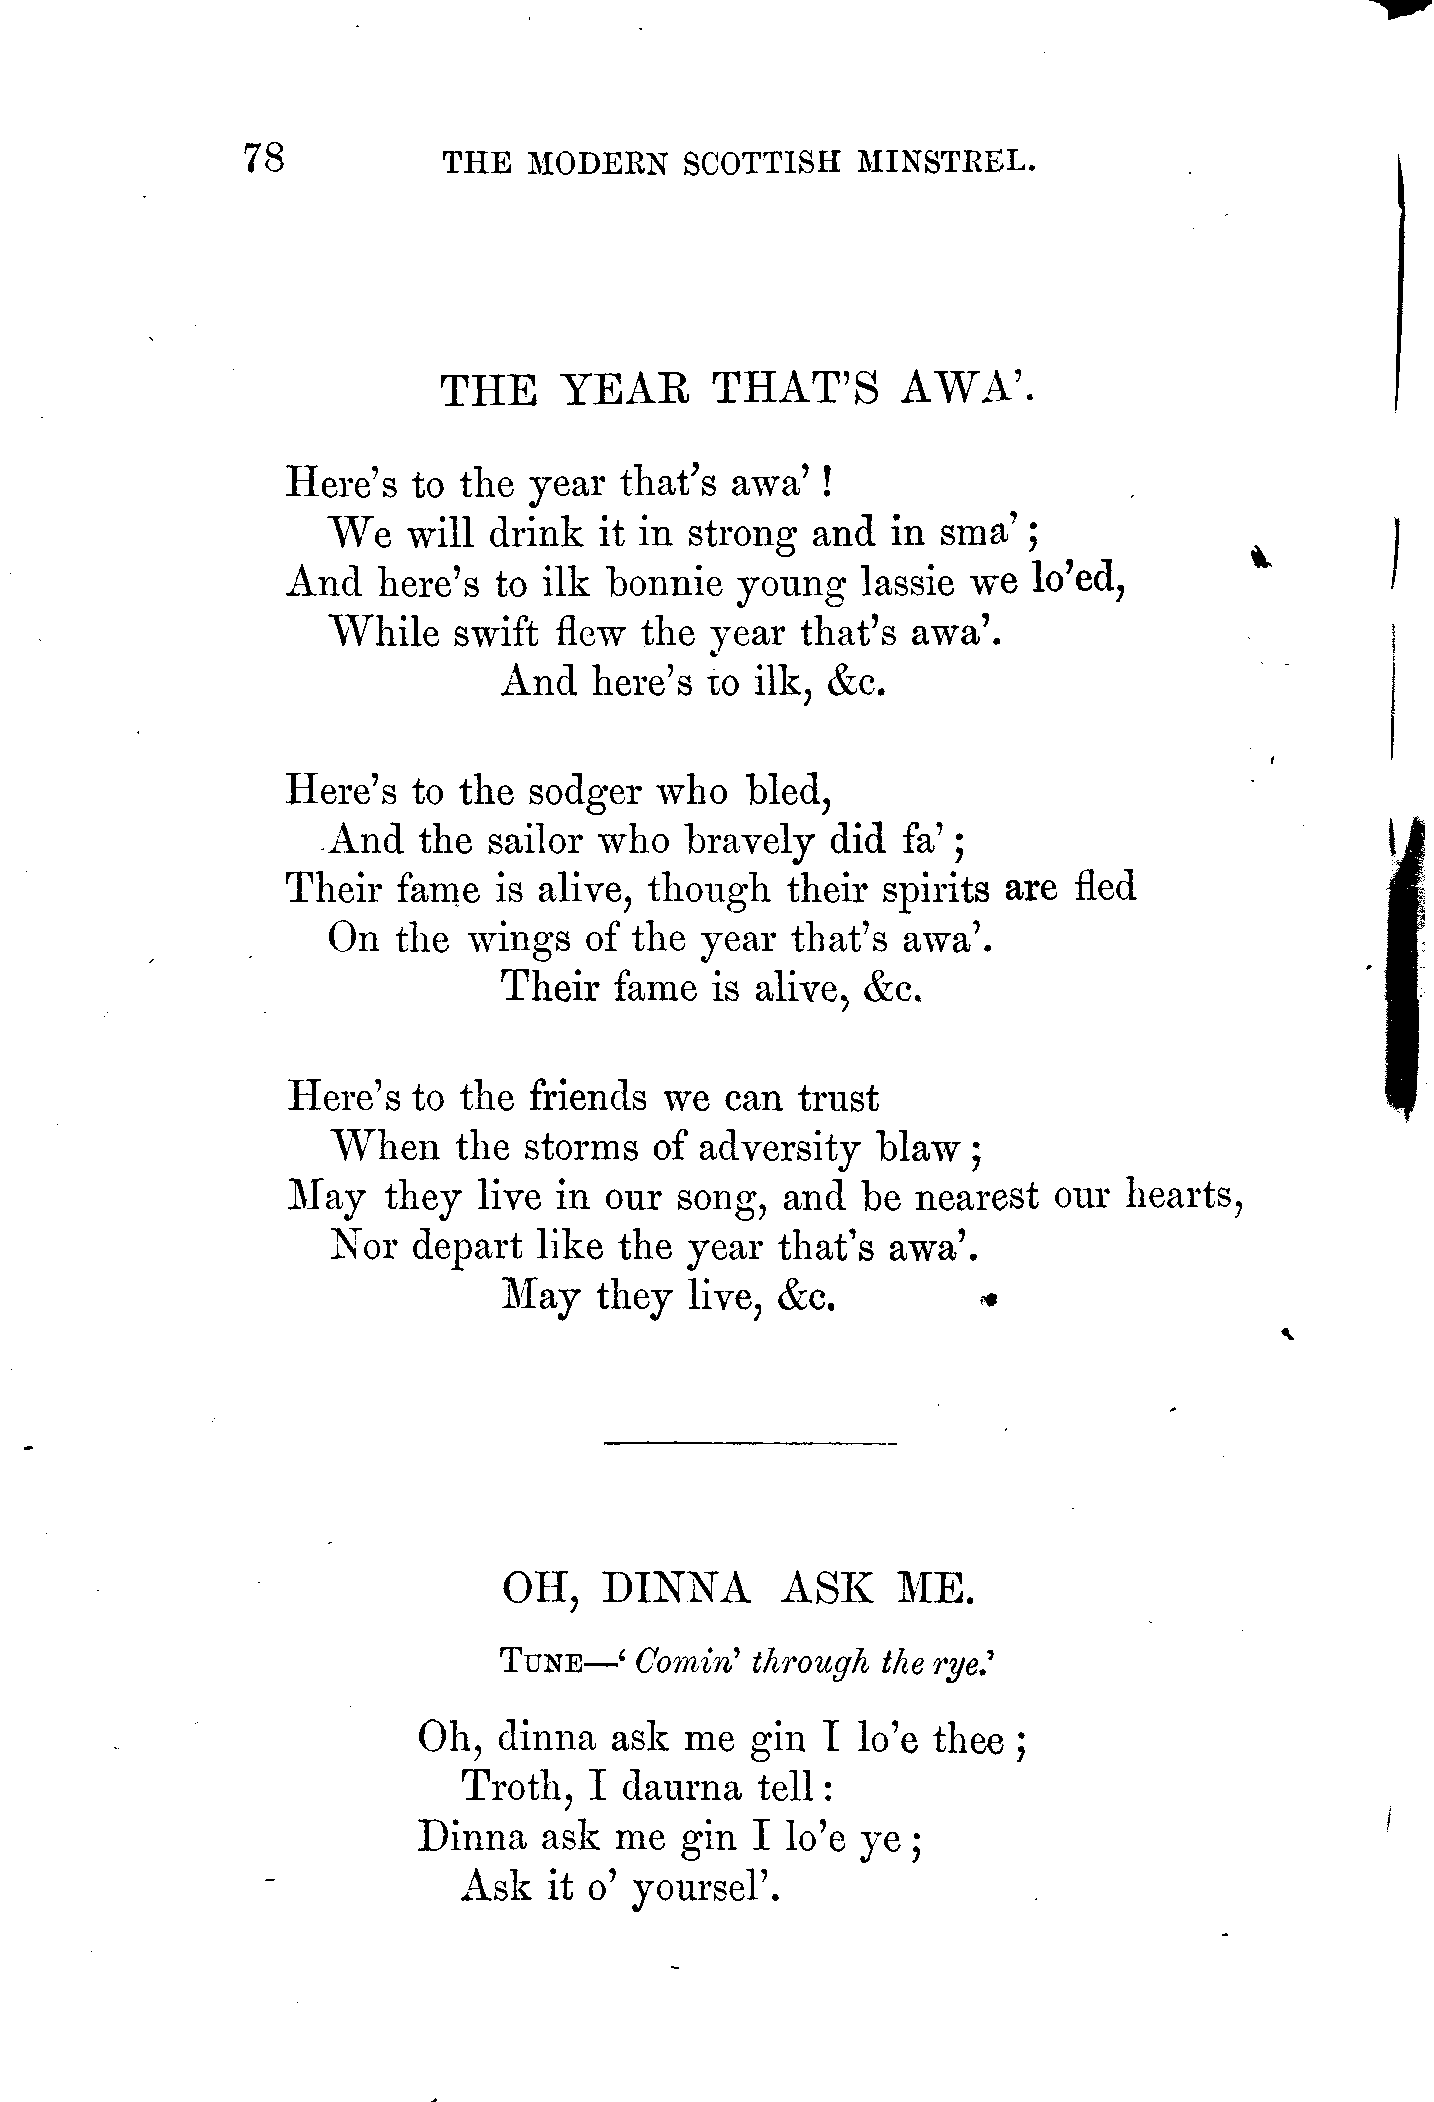 78 THE MODERN SCOTTISH MINSTREL.
THE YEAR THAT'S AWA'.
Here's to the year that's awa'!
We will drink it in strong and in sma';
And here's to ilk bonnie young lassie we lo'ed,
While swift flew the year that's awa'.
And here's to ilk, &c.
Here's to the sodger who bled,
And the sailor who bravely did fa';
Their fame is alive, though their spirits are fled
On the wings of the year that's awa'.
Their fame is alive, &c.
Here's to the friends we can trust
When the storms of adversity blaw;
May they live in our song, and be nearest our hearts,
Nor depart like the year that's awa'.
May they live, &c.
OH, DINNA ASK ME.
TUNE—'Comin' through the rye.'
Oh, dinna ask me gin I lo'e thee;
Troth, I daurna tell:
Dinna ask me gin I lo'e ye;
Ask it o' yoursel'.